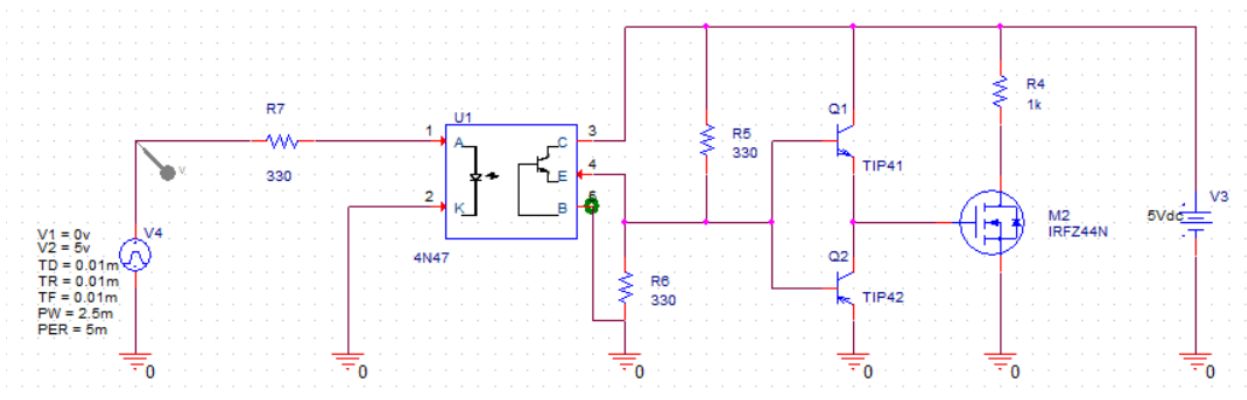 R7
330
V
V1 = 0v
V2 = 5v
TD = 0.01m
TR = 0.01m
TF = 0.01m
PW = 2.5m
PER = 5m
V4
0
0
U1
1
A
2
K
C
3
E
4
B
5
4N47
R5
330
R6
330
0
Q1
TIP41
Q2
TIP42
0
R4
1k
M2
IRFZ44N
0
5Vdc
V3
0